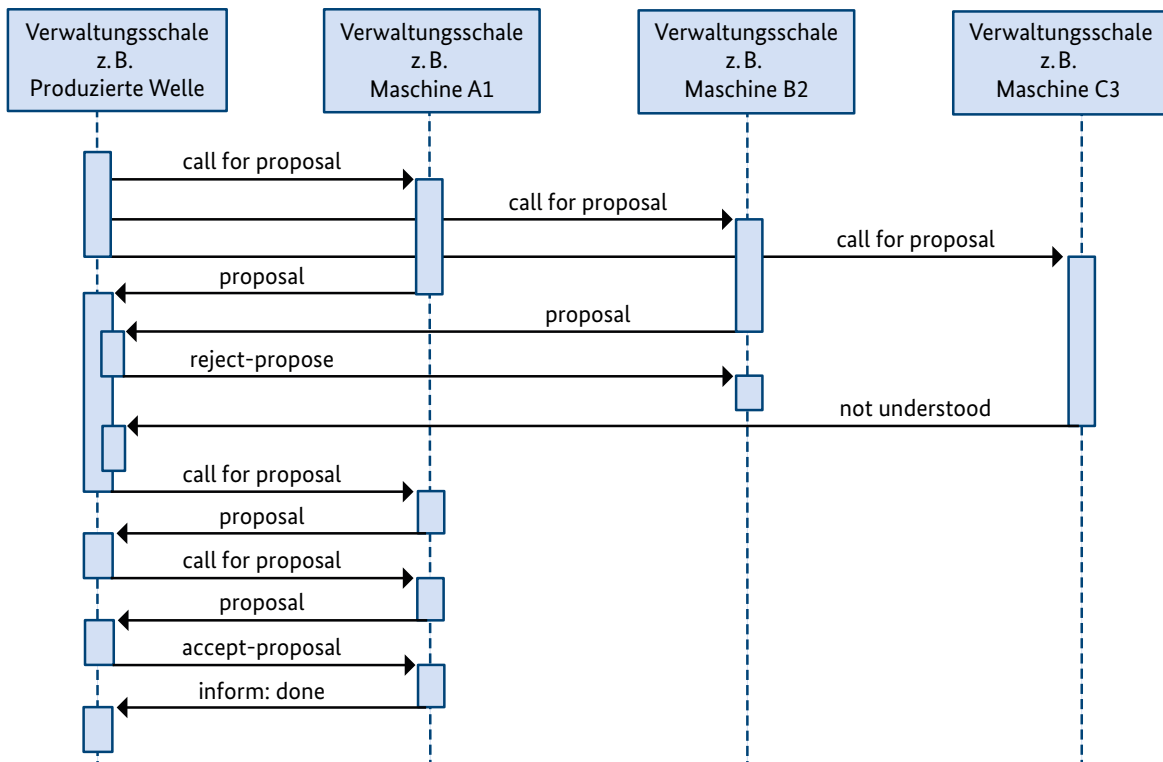 Verwaltungsschale
z. B.
Produzierte Welle
Verwaltungsschale
z. B.
Maschine A1
Verwaltungsschale
z. B.
Maschine B2
Verwaltungsschale
z. B.
Maschine C3
call for proposal
call for proposal
call for proposal
proposal
proposal
reject-propose
not understood
call for proposal
proposal
call for proposal
proposal
accept-proposal
inform: done